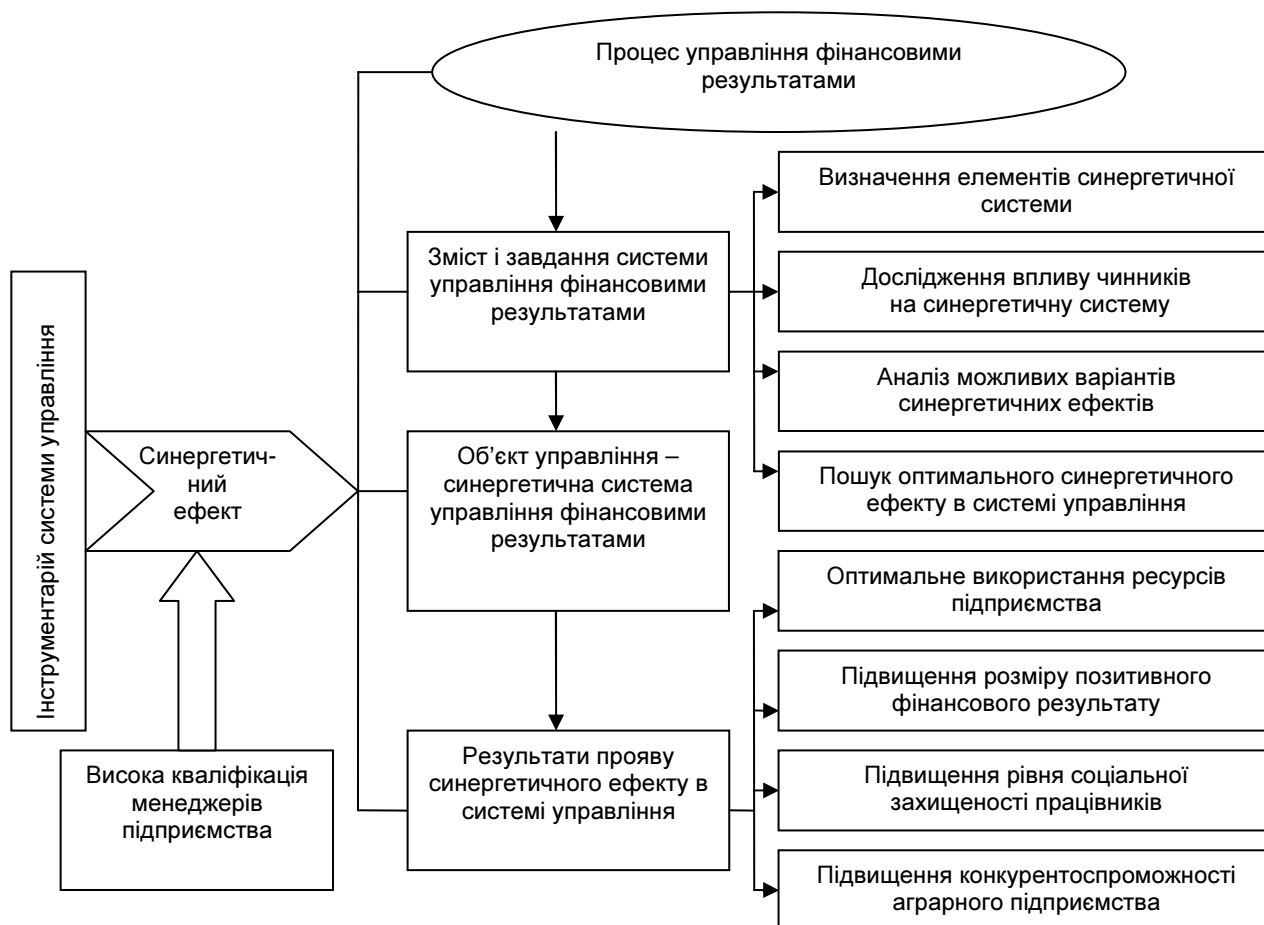 Процес управління фінансовими
результатами
Визначення елементів синергетичної
системи
Зміст і завдання системи
управління фінансовими
результатами
Дослідження впливу чинників
на синергетичну систему
Аналіз можливих варіантів
синергетичних ефектів
Інструментарій системи управління
Синергетич-
ний
ефект
Об’єкт управління –
синергетична система
управління фінансовими
результатами
Пошук оптимального синергетичного
ефекту в системі управління
Оптимальне використання ресурсів
підприємства
Підвищення розміру позитивного
фінансового результату
Висока кваліфікація
менеджерів
підприємства
Результати прояву
синергетичного ефекту в
системі управління
Підвищення рівня соціальної
захищеності працівників
Підвищення конкурентоспроможності
аграрного підприємства